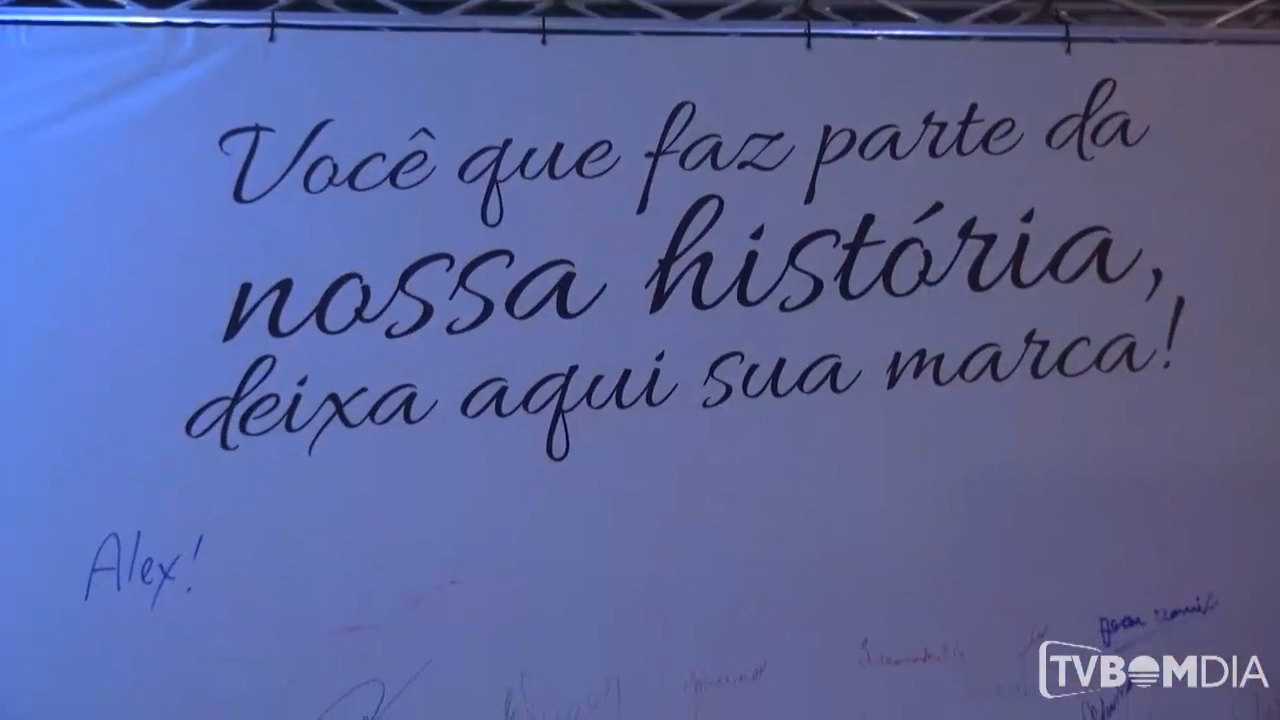 Você que faz parte da
nossa história,
deixa aqui sua marca!
Alex!
TVBOMDIA